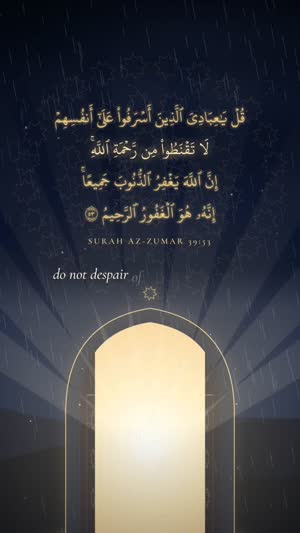 قُلْ يَٰعِبَادِىَ ٱلَّذِينَ أَسْرَفُوا۟ عَلَىٰٓ أَنفُسِهِمْ
لَا تَقْنَطُوا۟ مِن رَّحْمَةِ ٱللَّهِ ۚ
إِنَّ ٱللَّهَ يَغْفِرُ ٱلذُّنُوبَ جَمِيعًا ۚ
إِنَّهُۥ هُوَ ٱلْغَفُورُ ٱلرَّحِيمُ ۝٥٣
SURAH AZ-ZUMAR 39:53
do not despair of